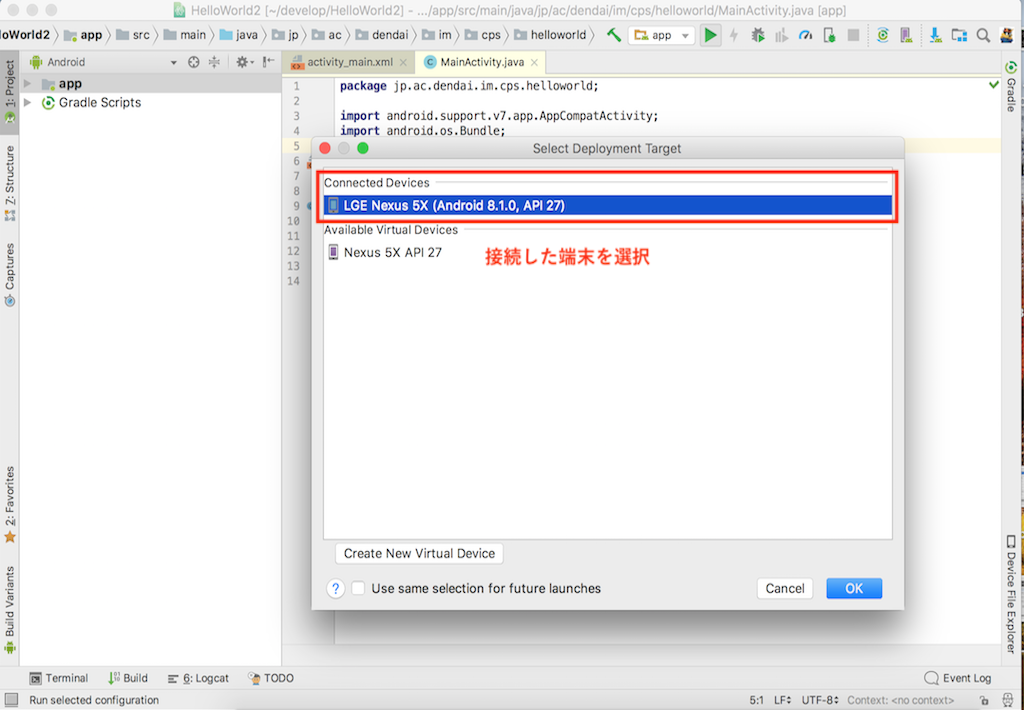 HelloWorld2 [~/develop/HelloWorld2] - .../app/src/main/java/jp/ac/dendai/im/cps/helloworld/MainActivity.java [app]
loWorld2 app src main java jp ac dendai im cps helloworld app
Android
activity_main.xml MainActivity.java
1: Project
Z: Structure
Captures
2: Favorites
Build Variants
app
Gradle Scripts
1 package jp.ac.dendai.im.cps.helloworld;
2
3 import android.support.v7.app.AppCompatActivity;
4 import android.os.Bundle;
5
6
7
8
9
10
11
12
13
14
Select Deployment Target
Connected Devices
LGE Nexus 5X (Android 8.1.0, API 27)
Available Virtual Devices
Nexus 5X API 27
接続した端末を選択
Create New Virtual Device
? Use same selection for future launches
Cancel OK
Gradle
Device File Explorer
Terminal Build 6: Logcat TODO Event Log
Run selected configuration 5:1 LF UTF-8 Context: <no context>